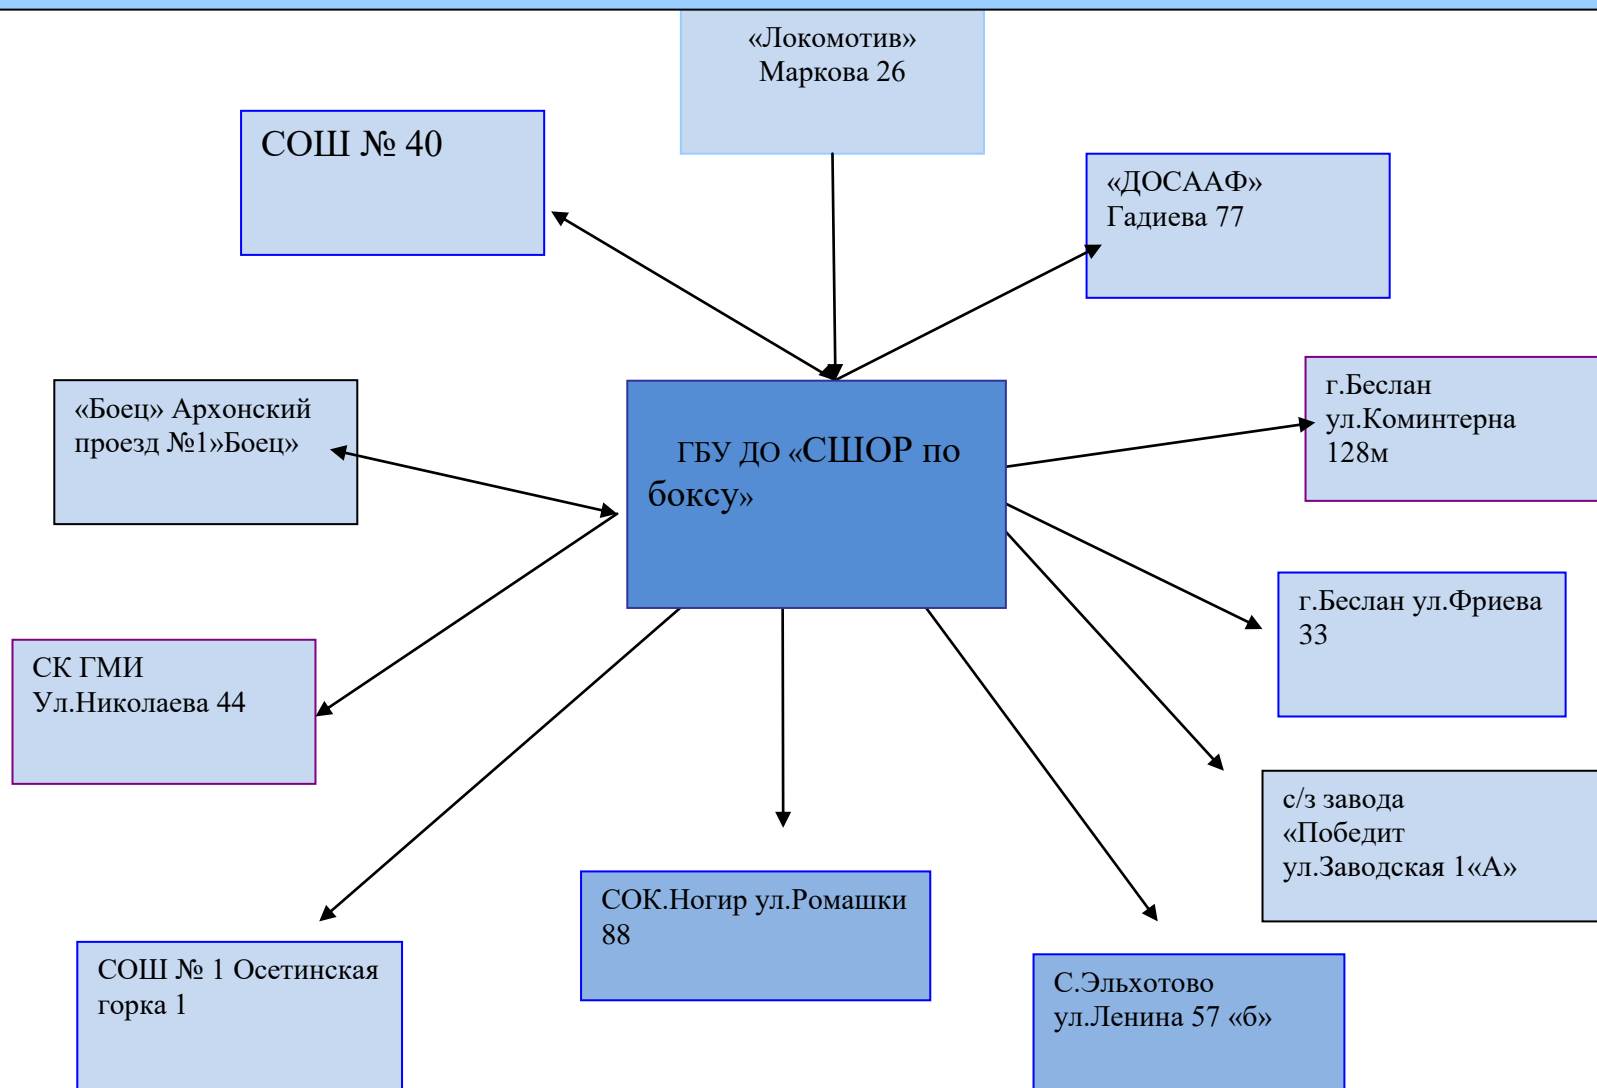 «Локомотив»
Маркова 26
СОШ № 40
«ДОСААФ»
Гадиева 77
г.Беслан
ул.Коминтерна
128м
«Боец» Архонский
проезд №1»Боец»
ГБУ ДО «СШОР по
боксу»
г.Беслан ул.Фриева
33
СК ГМИ
Ул.Николаева 44
с/з завода
«Победит
ул.Заводская 1«А»
СОК.Ногир ул.Ромашки
88
СОШ № 1 Осетинская
горка 1
С.Эльхотово
ул.Ленина 57 «б»